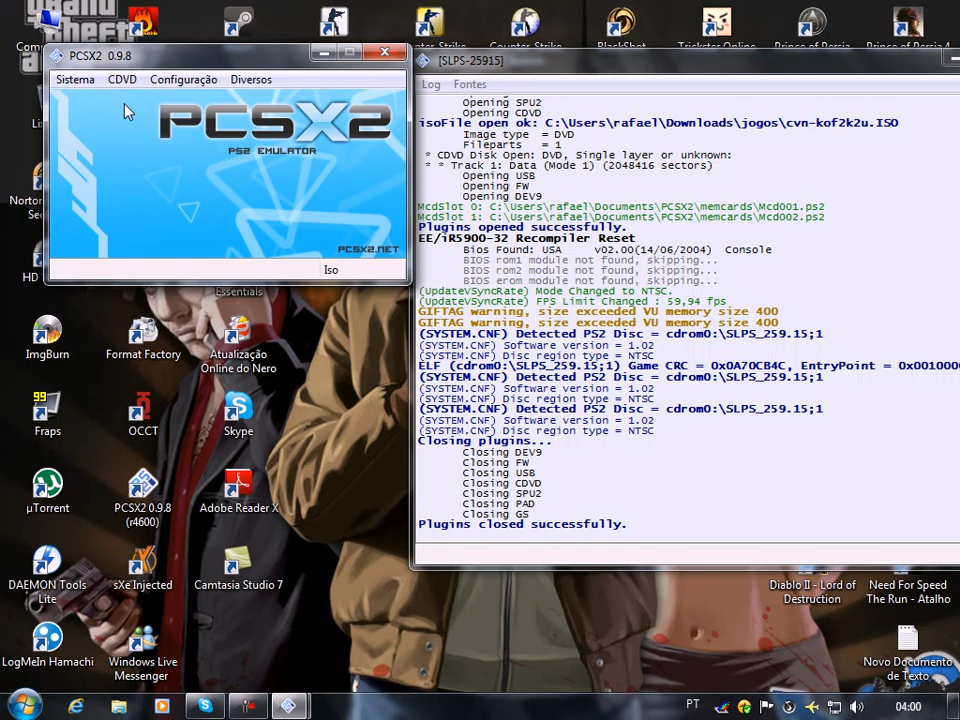 Counter-Strike
BlackShot
Trickster Online
Prince of Persia
Prince of Persia 4
PCSX2 0.9.8
Sistema CDVD Configuração Diversos
PCSX2
PS2 EMULATOR
PCSX2.NET
Iso
[SLPS-25915]
Log Fontes
Opening SPU2
Opening CDVD
isoFile open ok: C:\Users\rafael\Downloads\jogos\cvn-kof2k2u.ISO
Image type = DVD
Fileparts = 1
* CDVD Disk Open: DVD, Single layer or unknown:
* * Track 1: Data (Mode 1) (2048416 sectors)
Opening USB
Opening FW
Opening DEV9
McdSlot 0: C:\Users\rafael\Documents\PCSX2\memcards\Mcd001.ps2
McdSlot 1: C:\Users\rafael\Documents\PCSX2\memcards\Mcd002.ps2
Plugins opened successfully.
EE/iR5900-32 Recompiler Reset
Bios Found: USA v02.00(14/06/2004) Console
BIOS rom1 module not found, skipping...
BIOS rom2 module not found, skipping...
BIOS erom module not found, skipping...
(UpdateVSyncRate) Mode Changed to NTSC.
(UpdateVSyncRate) FPS Limit Changed : 59,94 fps
GIFTAG warning, size exceeded VU memory size 400
GIFTAG warning, size exceeded VU memory size 400
(SYSTEM.CNF) Detected PS2 Disc = cdrom0:\SLPS_259.15;1
(SYSTEM.CNF) Software version = 1.02
(SYSTEM.CNF) Disc region type = NTSC
ELF (cdrom0:\SLPS_259.15;1) Game CRC = 0x0A70CB4C, EntryPoint = 0x0010000
(SYSTEM.CNF) Detected PS2 Disc = cdrom0:\SLPS_259.15;1
(SYSTEM.CNF) Software version = 1.02
(SYSTEM.CNF) Disc region type = NTSC
(SYSTEM.CNF) Detected PS2 Disc = cdrom0:\SLPS_259.15;1
(SYSTEM.CNF) Software version = 1.02
(SYSTEM.CNF) Disc region type = NTSC
Closing plugins...
Closing DEV9
Closing FW
Closing USB
Closing CDVD
Closing SPU2
Closing PAD
Closing GS
Plugins closed successfully.
Norton
HD
Essentials
ImgBurn
Format Factory
Atualização
Online do Nero
Fraps
OCCT
Skype
µTorrent
PCSX2 0.9.8
(r4600)
Adobe Reader X
DAEMON Tools
Lite
sXe Injected
Camtasia Studio 7
LogMeIn Hamachi
Windows Live
Messenger
Diablo II - Lord of
Destruction
Need For Speed
The Run - Atalho
Novo Documento
de Texto
PT
04:00